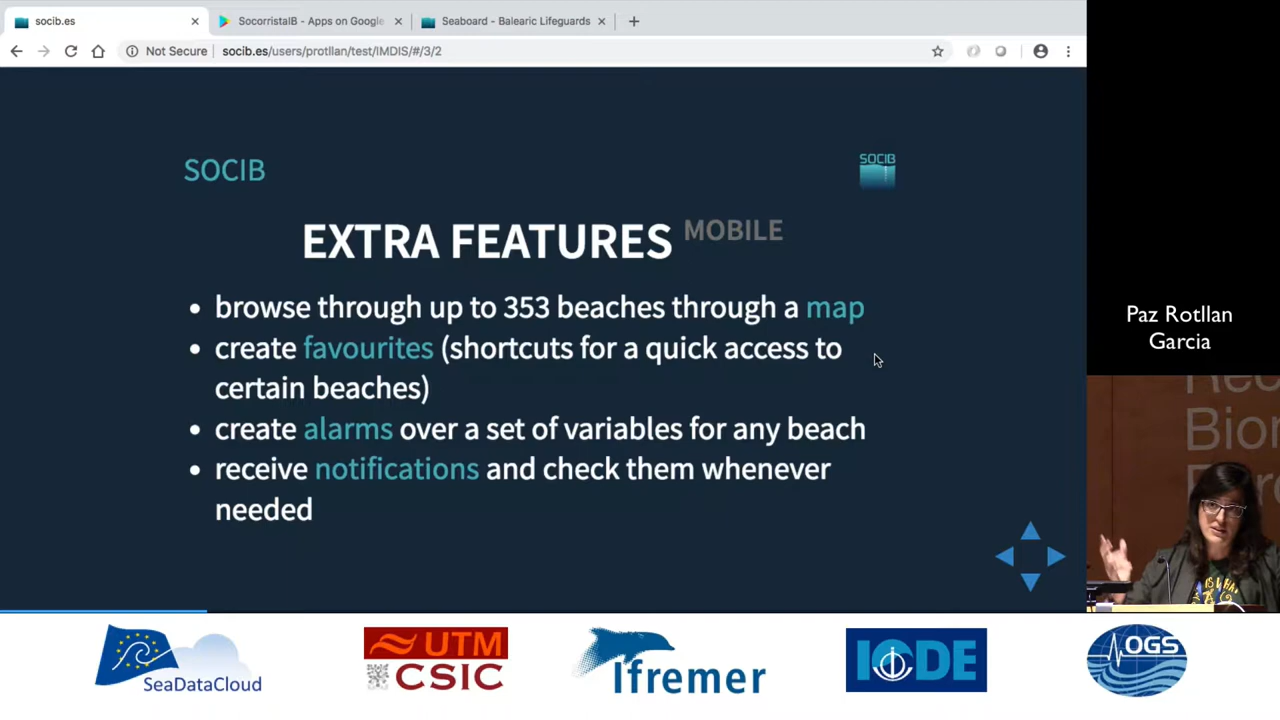 socib.es
SocorristaIB - Apps on Google
Seaboard - Balearic Lifeguards
Not Secure
socib.es/users/protllan/test/IMDIS/#/3/2
SOCIB
SOCIB
EXTRA FEATURES MOBILE
• browse through up to 353 beaches through a map
• create favourites (shortcuts for a quick access to
certain beaches)
• create alarms over a set of variables for any beach
• receive notifications and check them whenever
needed
Paz Rotllan
Garcia
SeaDataCloud
UTM
CSIC
Ifremer
IODE
OGS